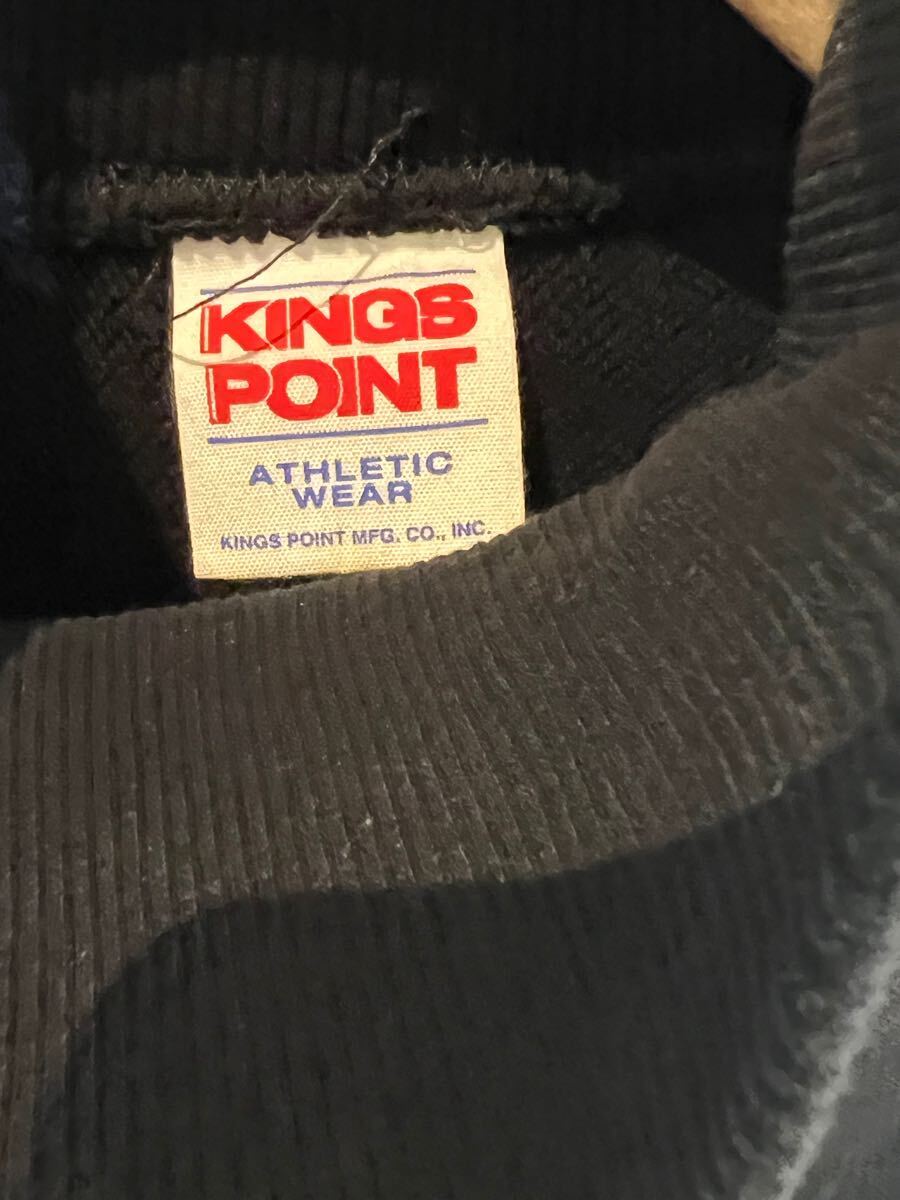 KINGS
POINT
ATHLETIC
WEAR
KINGS POINT MFG. CO., INC.